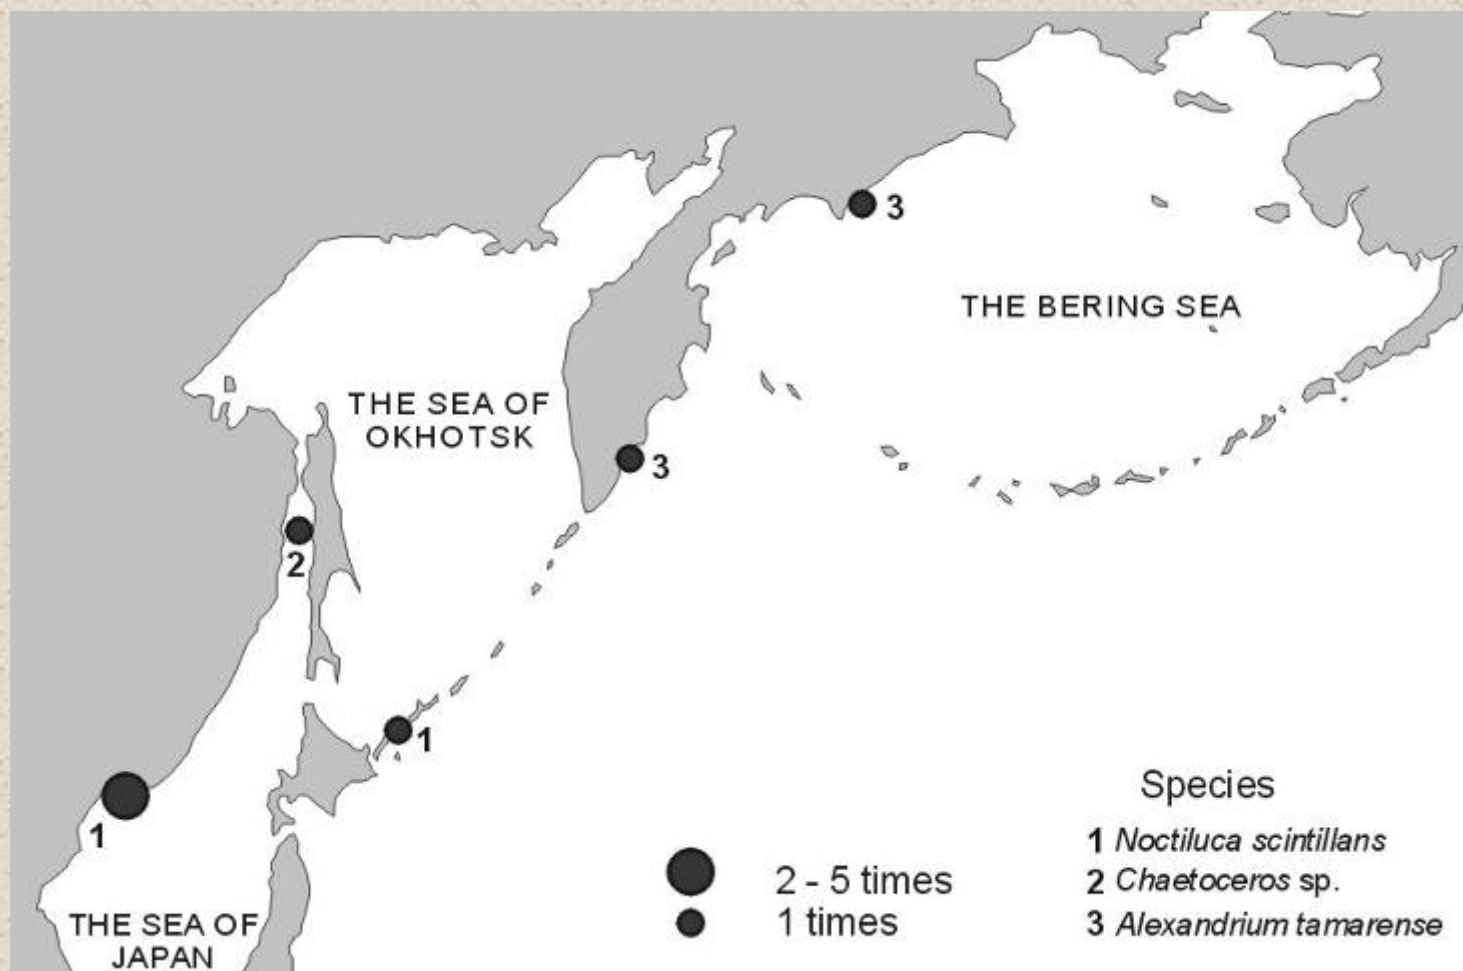 3
THE BERING SEA
THE SEA OF
OKHOTSK
3
2
1
1
THE SEA OF
JAPAN
2 - 5 times
1 times
Species
1 Noctiluca scintillans
2 Chaetoceros sp.
3 Alexandrium tamarense